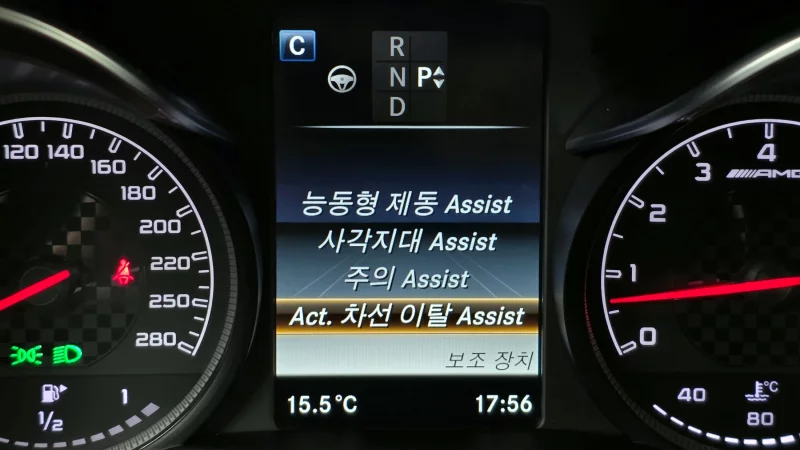 C
R
N P
D
능동형 제동 Assist
사각지대 Assist
주의 Assist
Act. 차선 이탈 Assist
보조 장치
15.5°C 17:56
120 140
160
180
200
220
250
280
1/2 1
4
3 AMG
2
1
0
°C
40 80